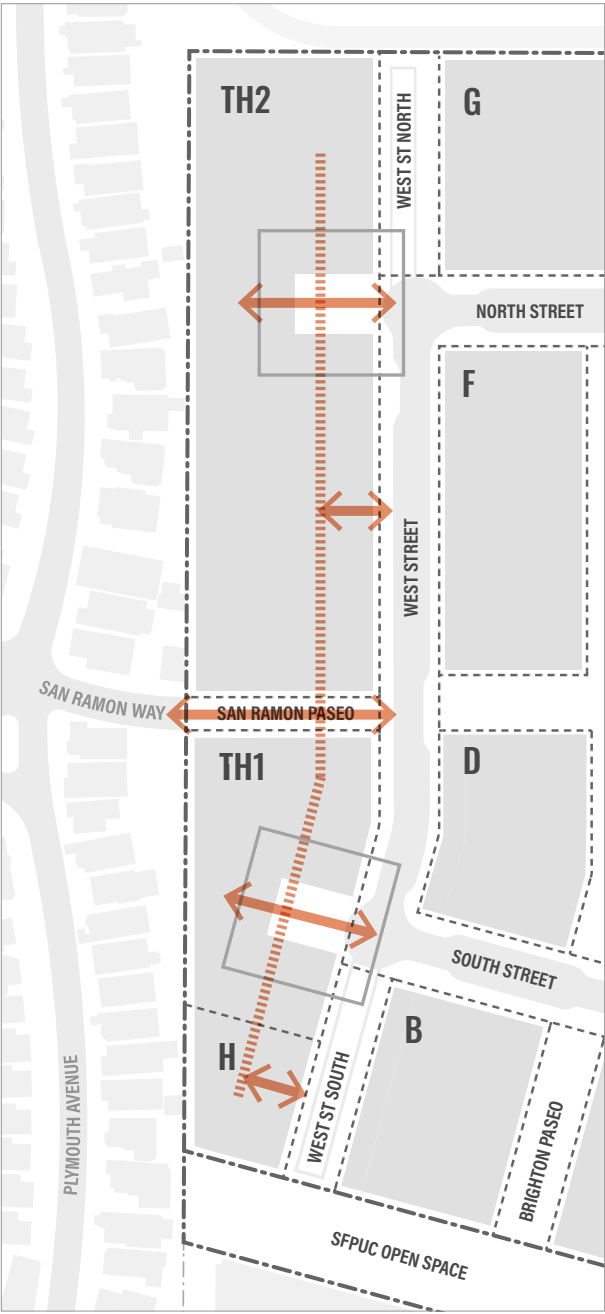 TH2
G
WEST ST NORTH
NORTH STREET
F
WEST STREET
SAN RAMON WAY
SAN RAMON PASEO
TH1
D
SOUTH STREET
B
H
WEST ST SOUTH
PLYMOUTH AVENUE
BRIGHTON PASEO
SFPUC OPEN SPACE